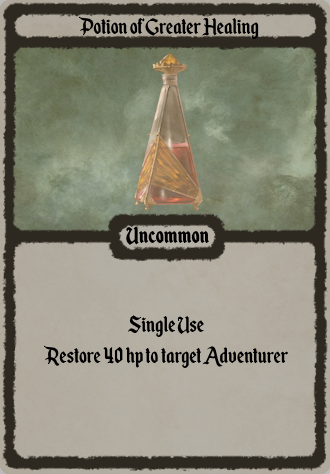 Potion of Greater Healing
Uncommon
Single Use
Restore 40 hp to target Adventurer